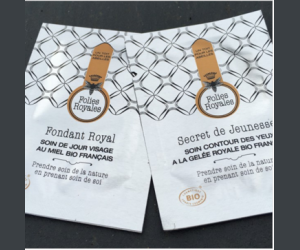 Folies
Royales
Fondant Royal
SOIN DE JOUR VISAGE
AU MIEL BIO FRANÇAIS
Prendre soin de la nature
en prenant soin de soi
Folies
Royales
Secret de Jeunesse
SOIN CONTOUR DES YEUX
A LA GELÉE ROYALE BIO FRAN
Prendre soin de la nature
en prenant soin de soi
BIO